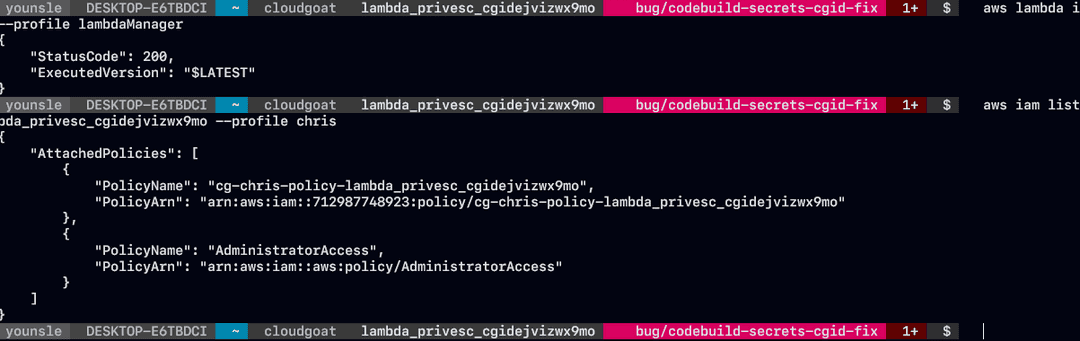 younsle DESKTOP-E6TBDCI ~ cloudgoat lambda_privesc_cgidejvizwx9mo bug/codebuild-secrets-cgid-fix 1+ $ aws lambda i
--profile lambdaManager
{
"StatusCode": 200,
"ExecutedVersion": "$LATEST"
}
younsle DESKTOP-E6TBDCI ~ cloudgoat lambda_privesc_cgidejvizwx9mo bug/codebuild-secrets-cgid-fix 1+ $ aws iam list
bda_privesc_cgidejvizwx9mo --profile chris
{
"AttachedPolicies": [
{
"PolicyName": "cg-chris-policy-lambda_privesc_cgidejvizwx9mo",
"PolicyArn": "arn:aws:iam::712987748923:policy/cg-chris-policy-lambda_privesc_cgidejvizwx9mo"
},
{
"PolicyName": "AdministratorAccess",
"PolicyArn": "arn:aws:iam::aws:policy/AdministratorAccess"
}
]
}
younsle DESKTOP-E6TBDCI ~ cloudgoat lambda_privesc_cgidejvizwx9mo bug/codebuild-secrets-cgid-fix 1+ $